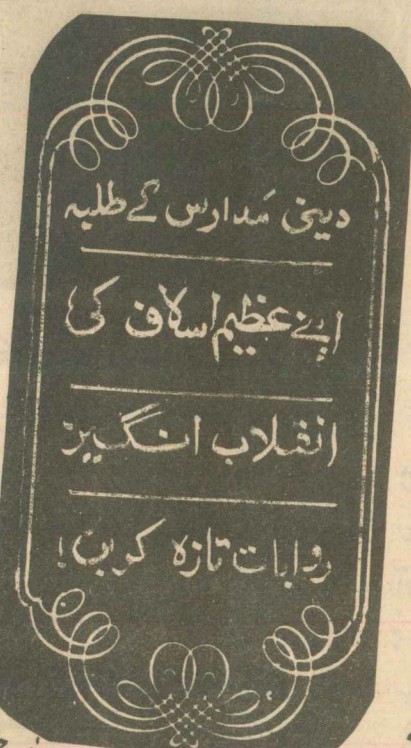 دینی مدارس کے طلبہ
اپنے عظیم اسلاف کی
انقلاب انگیز
روایات تازہ کریں!